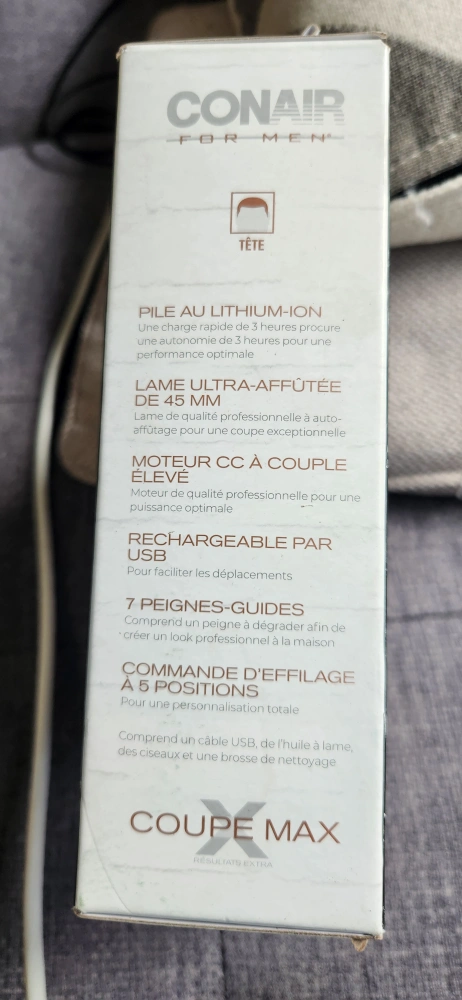 CONAIR
FOR MEN®
TÊTE
PILE AU LITHIUM-ION
Une charge rapide de 3 heures procure
une autonomie de 3 heures pour une
performance optimale
LAME ULTRA-AFFÛTÉE
DE 45 MM
Lame de qualité professionnelle à auto-
affûtage pour une coupe exceptionnelle
MOTEUR CC À COUPLE
ÉLEVÉ
Moteur de qualité professionnelle pour une
puissance optimale
RECHARGEABLE PAR
USB
Pour faciliter les déplacements
7 PEIGNES-GUIDES
Comprend un peigne à dégrader afin de
créer un look professionnel à la maison
COMMANDE D'EFFILAGE
À 5 POSITIONS
Pour une personnalisation totale
Comprend un câble USB, de l'huile à lame,
des ciseaux et une brosse de nettoyage
X
COUPE MAX
RÉSULTATS EXTRA